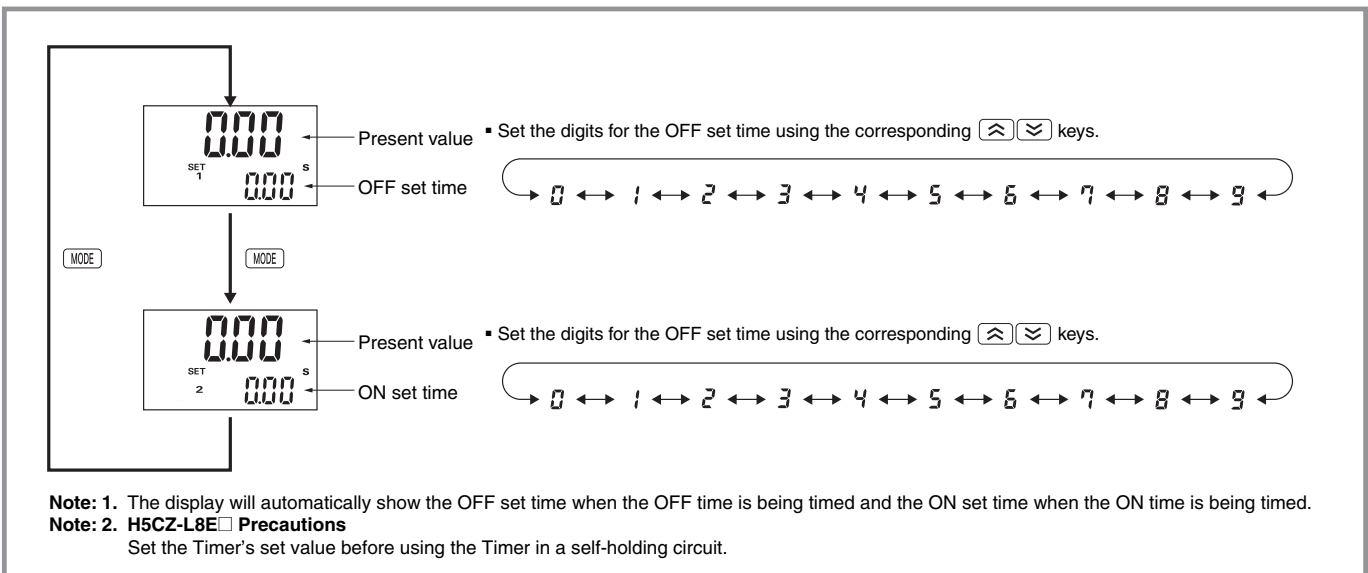 0.00
Present value
▪ Set the digits for the OFF set time using the corresponding keys.
SET
1
s
0.00
OFF set time
0 ↔ 1 ↔ 2 ↔ 3 ↔ 4 ↔ 5 ↔ 6 ↔ 7 ↔ 8 ↔ 9
MODE
MODE
0.00
Present value
▪ Set the digits for the OFF set time using the corresponding keys.
SET
2
s
0.00
ON set time
0 ↔ 1 ↔ 2 ↔ 3 ↔ 4 ↔ 5 ↔ 6 ↔ 7 ↔ 8 ↔ 9
Note: 1. The display will automatically show the OFF set time when the OFF time is being timed and the ON set time when the ON time is being timed.
Note: 2. H5CZ-L8E□ Precautions
Set the Timer's set value before using the Timer in a self-holding circuit.